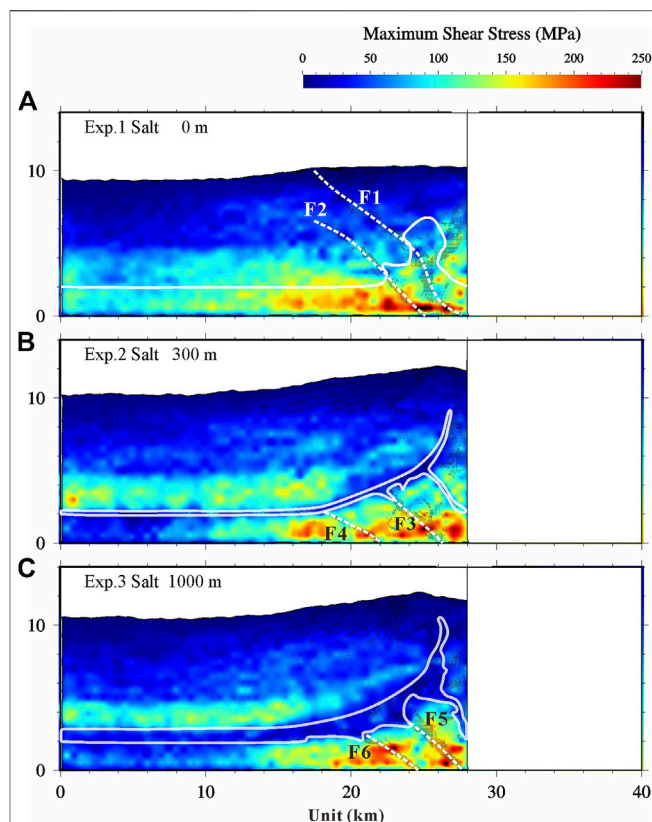 Maximum Shear Stress (MPa)
0 50 100 150 200 250
A
Exp.1 Salt 0 m
10
F1
F2
0
B
Exp.2 Salt 300 m
10
F3
F4
0
C
Exp.3 Salt 1000 m
10
F5
F6
0
0 10 20 30 40
Unit (km)